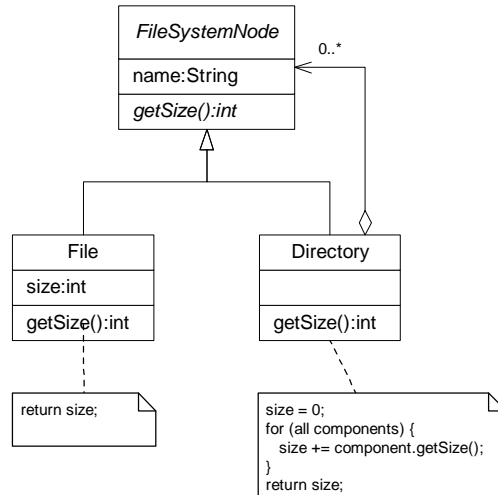 FileSystemNode
0..*
name:String
getSize():int
File
Directory
size:int
getSize():int
getSize():int
return size;
size = 0;
for (all components) {
size += component.getSize();
}
return size;